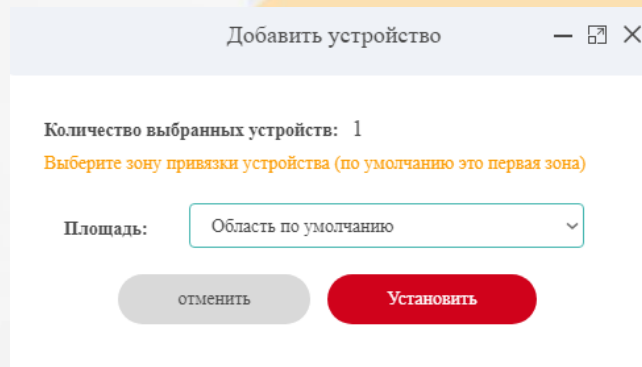 Добавить устройство
Количество выбранных устройств: 1
Выберите зону привязки устройства (по умолчанию это первая зона)
Площадь: Область по умолчанию
отменить Установить